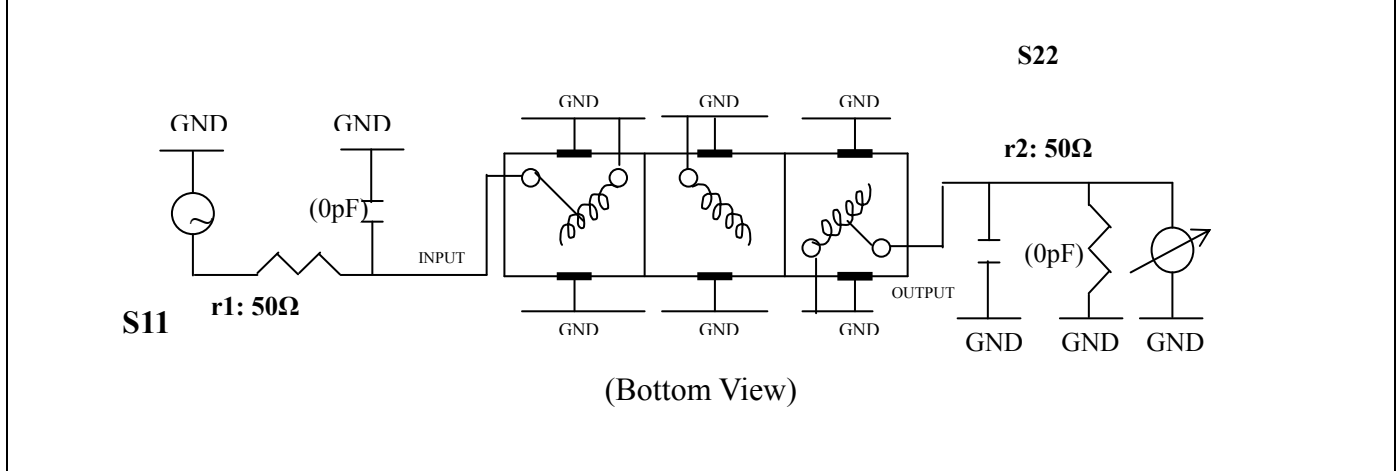 S22
GND GND GND
GND GND
r2: 50Ω
(0pF)
INPUT
(0pF)
OUTPUT
r1: 50Ω
S11
GND GND GND
GND GND GND
(Bottom View)